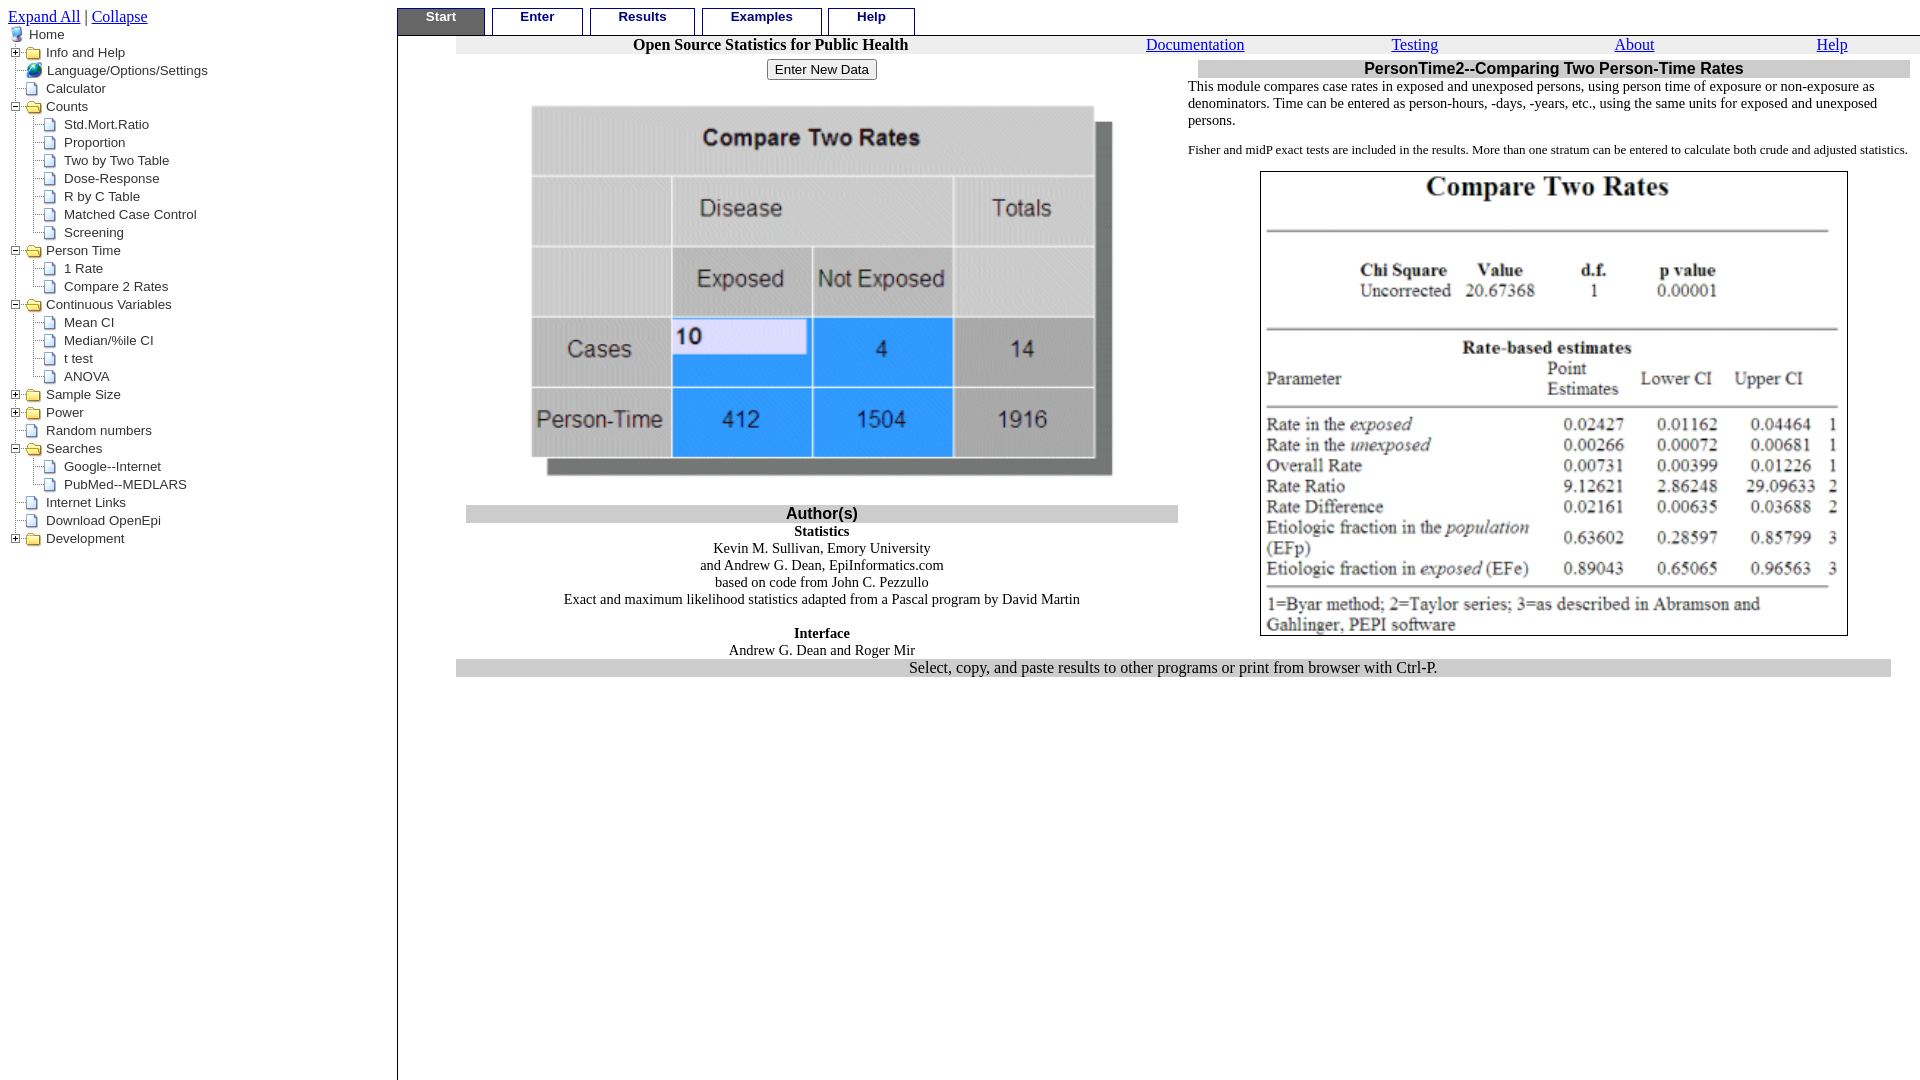 Expand All | Collapse
Home
Info and Help
Language/Options/Settings
Calculator
Counts
Std.Mort.Ratio
Proportion
Two by Two Table
Dose-Response
R by C Table
Matched Case Control
Screening
Person Time
1 Rate
Compare 2 Rates
Continuous Variables
Mean CI
Median/%ile CI
t test
ANOVA
Sample Size
Power
Random numbers
Searches
Google--Internet
PubMed--MEDLARS
Internet Links
Download OpenEpi
Development
Start Enter Results Examples Help
Open Source Statistics for Public Health Documentation Testing About Help
Enter New Data
Compare Two Rates
Disease Totals
Exposed Not Exposed
Cases 10 4 14
Person-Time 412 1504 1916
Author(s)
Statistics
Kevin M. Sullivan, Emory University
and Andrew G. Dean, EpiInformatics.com
based on code from John C. Pezzullo
Exact and maximum likelihood statistics adapted from a Pascal program by David Martin
Interface
Andrew G. Dean and Roger Mir
PersonTime2--Comparing Two Person-Time Rates
This module compares case rates in exposed and unexposed persons, using person time of exposure or non-exposure as
denominators. Time can be entered as person-hours, -days, -years, etc., using the same units for exposed and unexposed
persons.
Fisher and midP exact tests are included in the results. More than one stratum can be entered to calculate both crude and adjusted statistics.
Compare Two Rates
Chi Square Value d.f. p value
Uncorrected 20.67368 1 0.00001
Rate-based estimates
Parameter Point Estimates Lower CI Upper CI
Rate in the exposed 0.02427 0.01162 0.04464 1
Rate in the unexposed 0.00266 0.00072 0.00681 1
Overall Rate 0.00731 0.00399 0.01226 1
Rate Ratio 9.12621 2.86248 29.09633 2
Rate Difference 0.02161 0.00635 0.03688 2
Etiologic fraction in the population
(EFp) 0.63602 0.28597 0.85799 3
Etiologic fraction in exposed (EFe) 0.89043 0.65065 0.96563 3
1=Byar method; 2=Taylor series; 3=as described in Abramson and
Gahlinger, PEPI software
Select, copy, and paste results to other programs or print from browser with Ctrl-P.